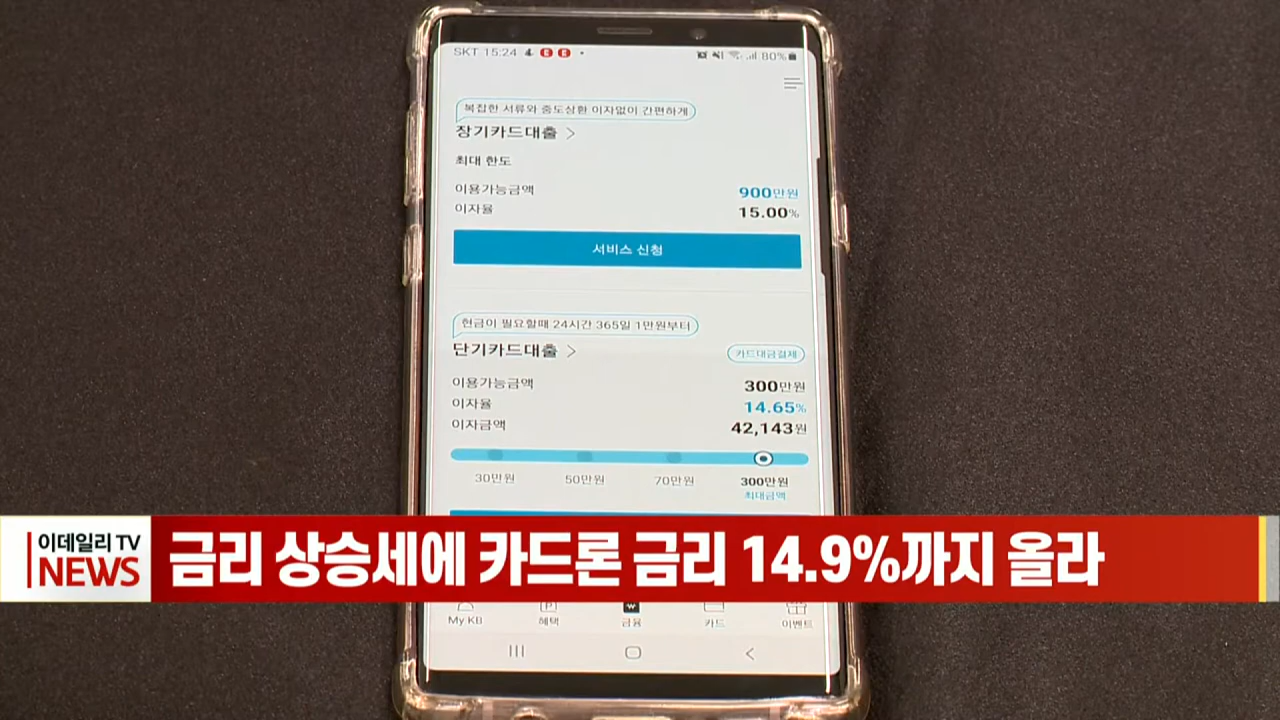 SKT 15:24
80%
복잡한 서류와 중도상환 이자없이 간편하게
장기카드대출 >
최대 한도
이용가능금액 900만원
이자율 15.00%
서비스 신청
현금이 필요할때 24시간 365일 1만원부터
단기카드대출 > 카드대금결제
이용가능금액 300만원
이자율 14.65%
이자금액 42,143원
30만원 50만원 70만원 300만원
최대금액
이데일리 TV
NEWS
금리 상승세에 카드론 금리 14.9%까지 올라
My KB 혜택 금융 카드 이벤트